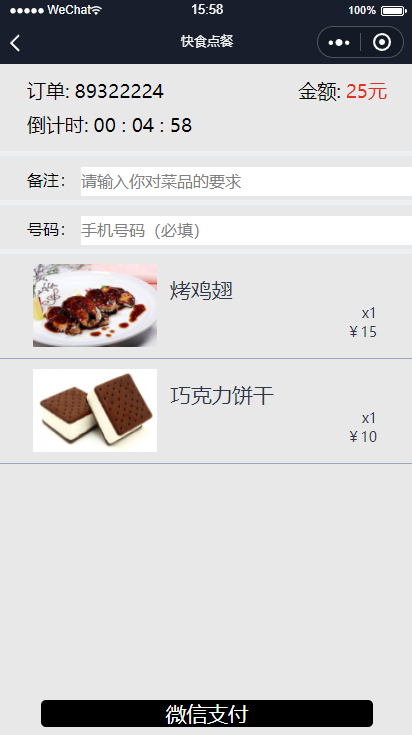 WeChat 15:58 100%
快食点餐
订单: 89322224 金额: 25元
倒计时: 00 : 04 : 58
备注： 请输入你对菜品的要求
号码： 手机号码（必填）
烤鸡翅
x1
￥15
巧克力饼干
x1
￥10
微信支付